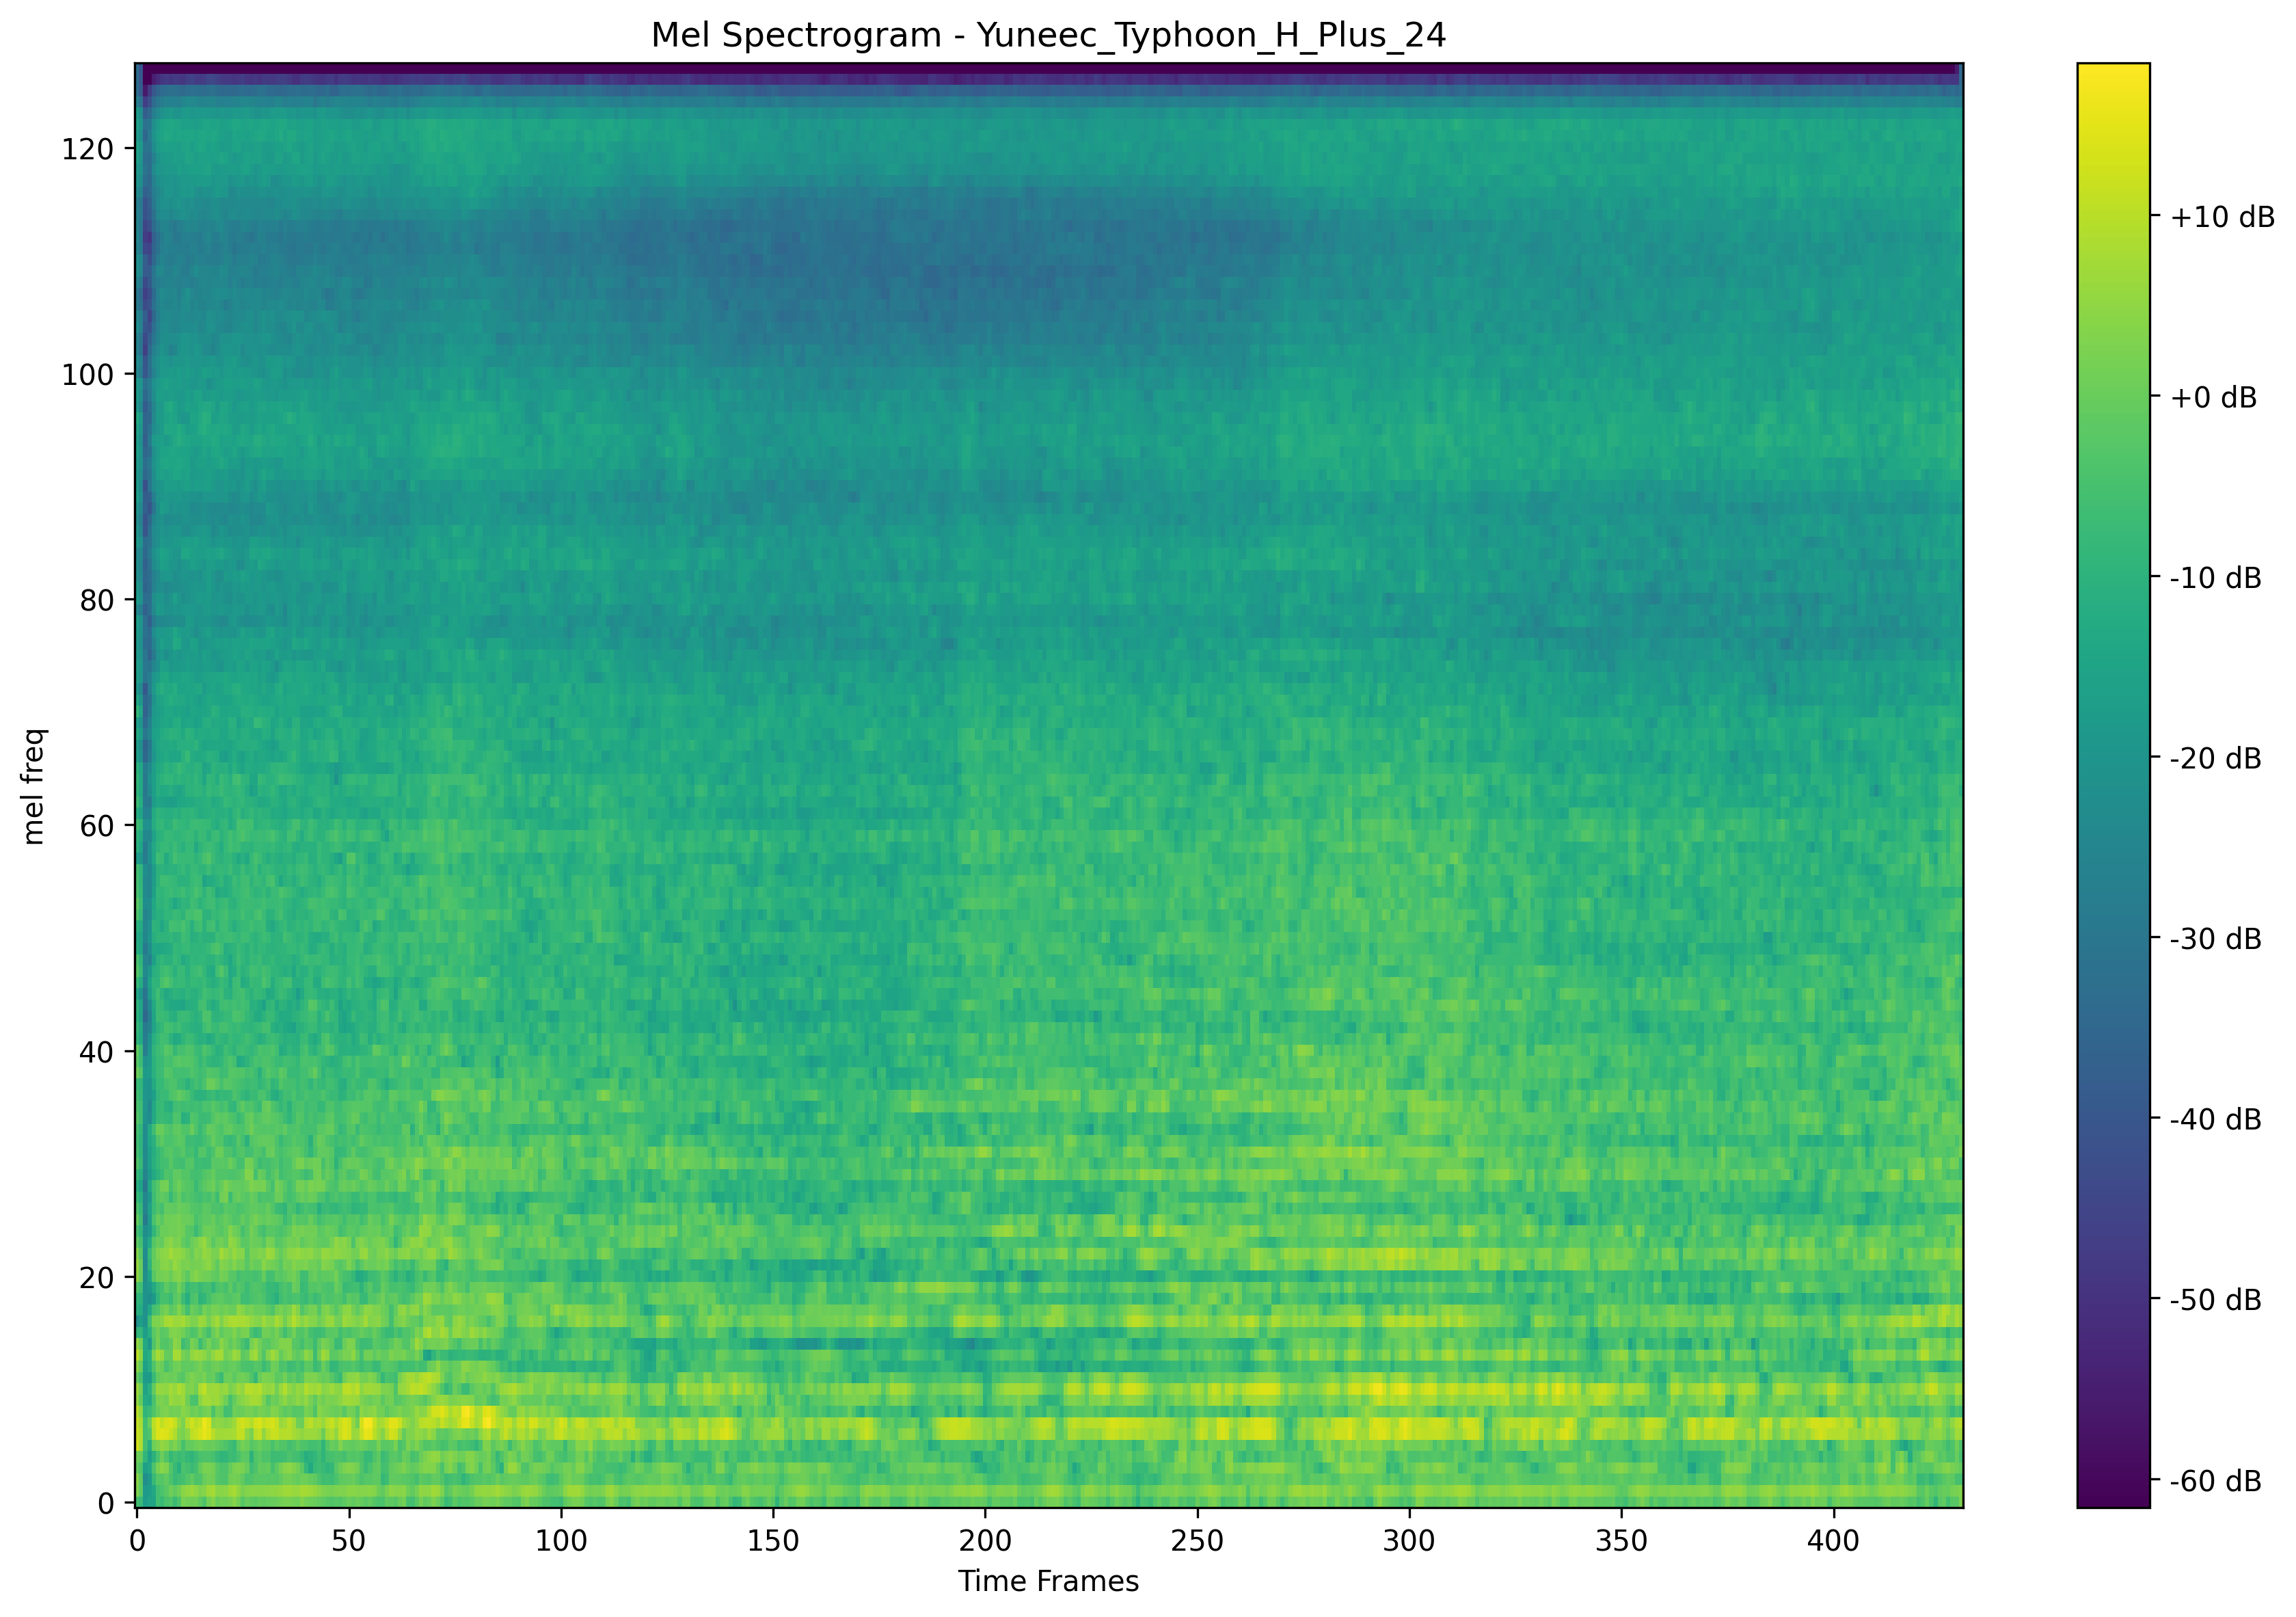 Mel Spectrogram - Yuneec_Typhoon_H_Plus_24
mel freq
120
100
80
60
40
20
0
0 50 100 150 200 250 300 350 400
Time Frames
+10 dB
+0 dB
-10 dB
-20 dB
-30 dB
-40 dB
-50 dB
-60 dB